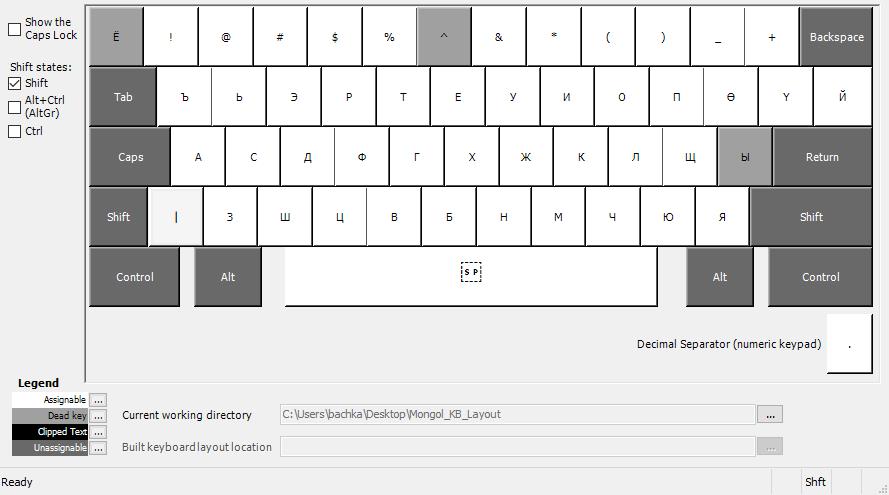 Show the
Caps Lock
Shift states:
Shift
Alt+Ctrl
(AltGr)
Ctrl
Ё ! @ # $ % ^ & * ( ) _ + Backspace
Tab Ъ Ь Э Р Т Е У И О П Ө Ү Й
Caps А С Д Ф Г Х Ж К Л Щ Ы Return
Shift | З Ш Ц В Б Н М Ч Ю Я Shift
Control Alt SP Alt Control
Decimal Separator (numeric keypad) .
Legend
Assignable ...
Dead key ...
Clipped Text ...
Unassignable ...
Current working directory C:\Users\bachka\Desktop\Mongol_KB_Layout ...
Built keyboard layout location ...
Ready Shft